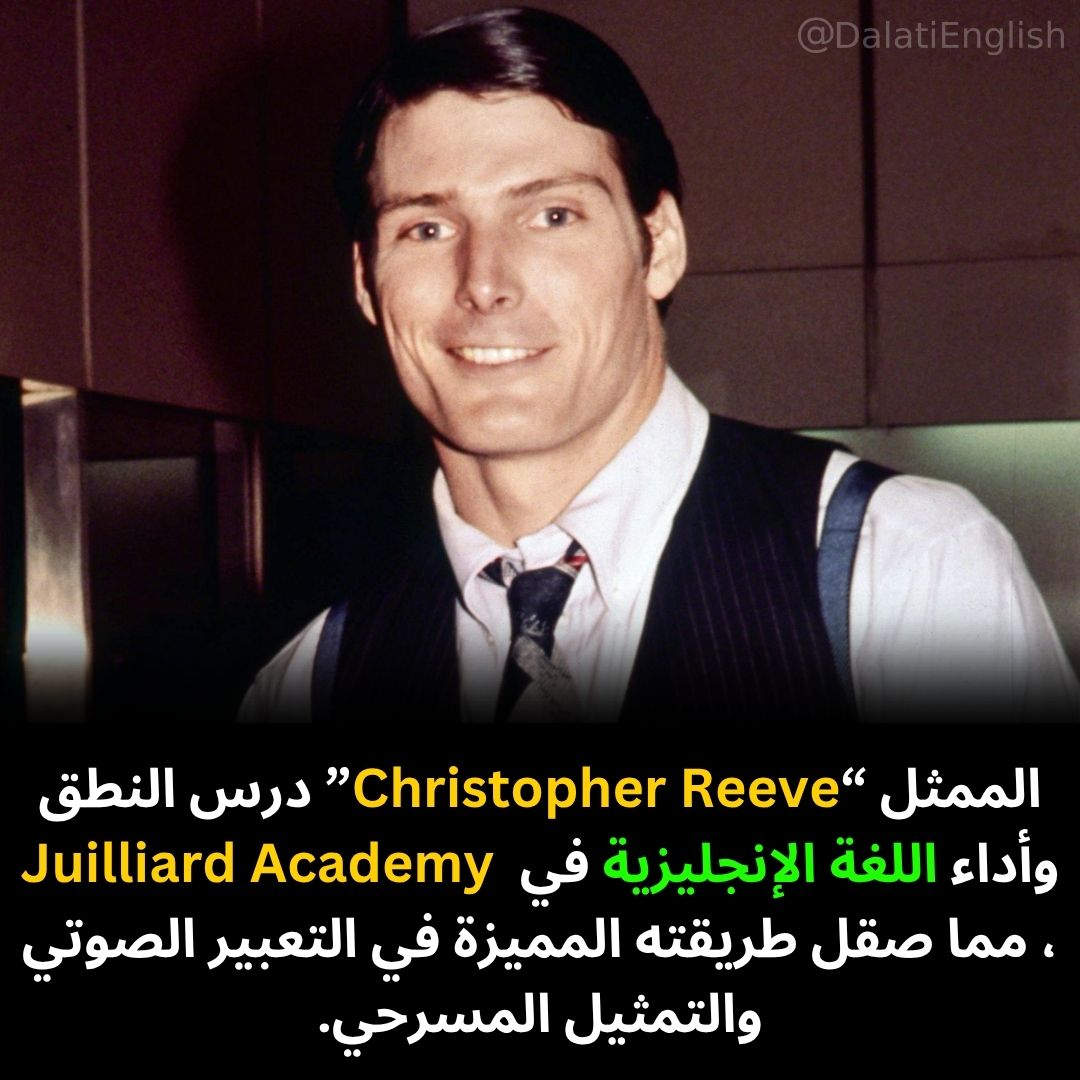 @DalatiEnglish
الممثل “Christopher Reeve” درس النطق
وأداء اللغة الإنجليزية في Juilliard Academy
، مما صقل طريقته المميزة في التعبير الصوتي
والتمثيل المسرحي.